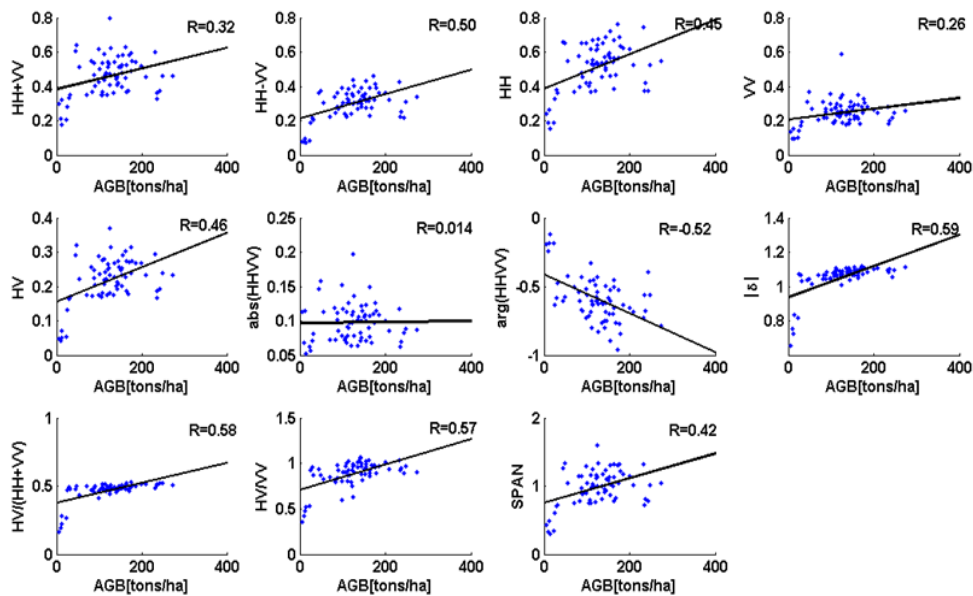 0.8
0.6
0.4
0.2
0
HH+VV
R=0.32
0 200 400
AGB[tons/ha]
0.8
0.6
0.4
0.2
0
HH-VV
R=0.50
0 200 400
AGB[tons/ha]
0.8
0.6
0.4
0.2
0
HH
R=0.45
0 200 400
AGB[tons/ha]
0.8
0.6
0.4
0.2
0
VV
R=0.26
0 200 400
AGB[tons/ha]
0.4
0.3
0.2
0.1
0
HV
R=0.46
0 200 400
AGB[tons/ha]
0.25
0.2
0.15
0.1
0.05
abs(HHVV)
R=0.014
0 200 400
AGB[tons/ha]
-0
-0.5
-1
arg(HHVV)
R=-0.52
0 200 400
AGB[tons/ha]
1.4
1.2
1
0.8
0.6
|δ|
R=0.59
0 200 400
AGB[tons/ha]
1
0.5
0
HV/(HH+VV)
R=0.58
0 200 400
AGB[tons/ha]
1.5
1
0.5
0
HV/VV
R=0.57
0 200 400
AGB[tons/ha]
2
1
0
SPAN
R=0.42
0 200 400
AGB[tons/ha]